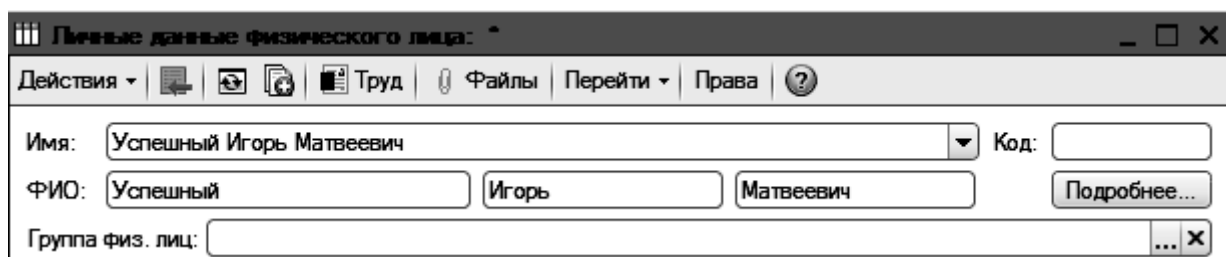 Личные данные физического лица: *
Действия Труд Файлы Перейти Права ?
Имя: Успешный Игорь Матвеевич Код:
ФИО: Успешный Игорь Матвеевич Подробнее...
Группа физ. лиц: ...